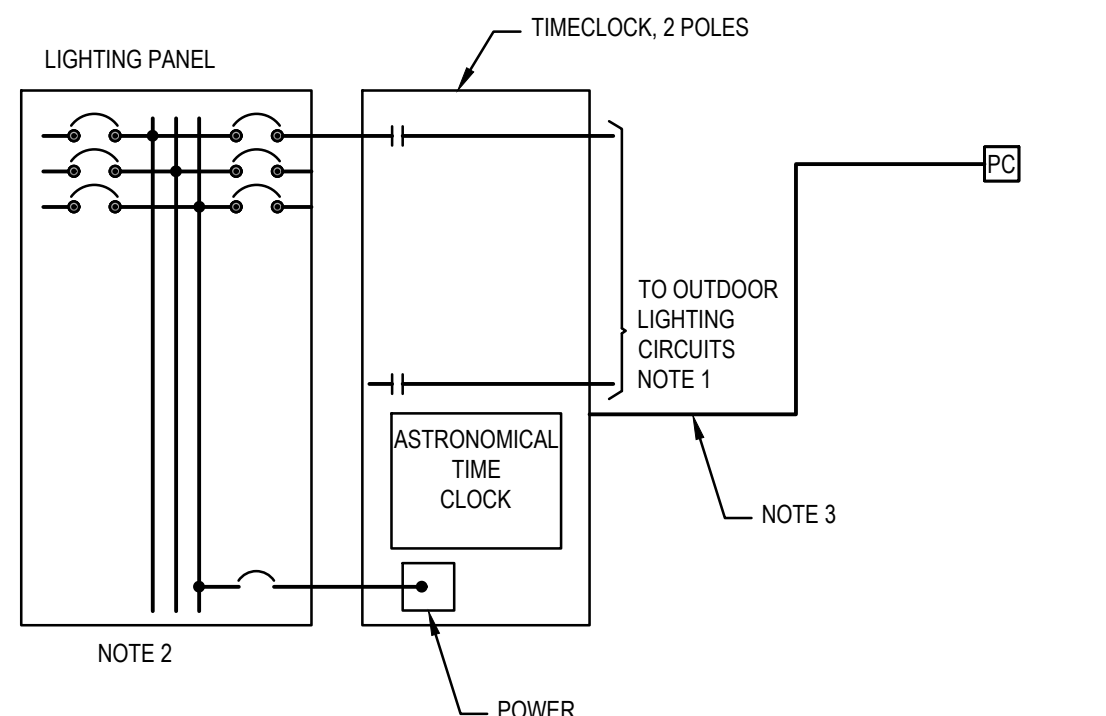 TIMECLOCK, 2 POLES
LIGHTING PANEL
PC
TO OUTDOOR
LIGHTING
CIRCUITS
NOTE 1
ASTRONOMICAL
TIME
CLOCK
NOTE 3
NOTE 2
POWER